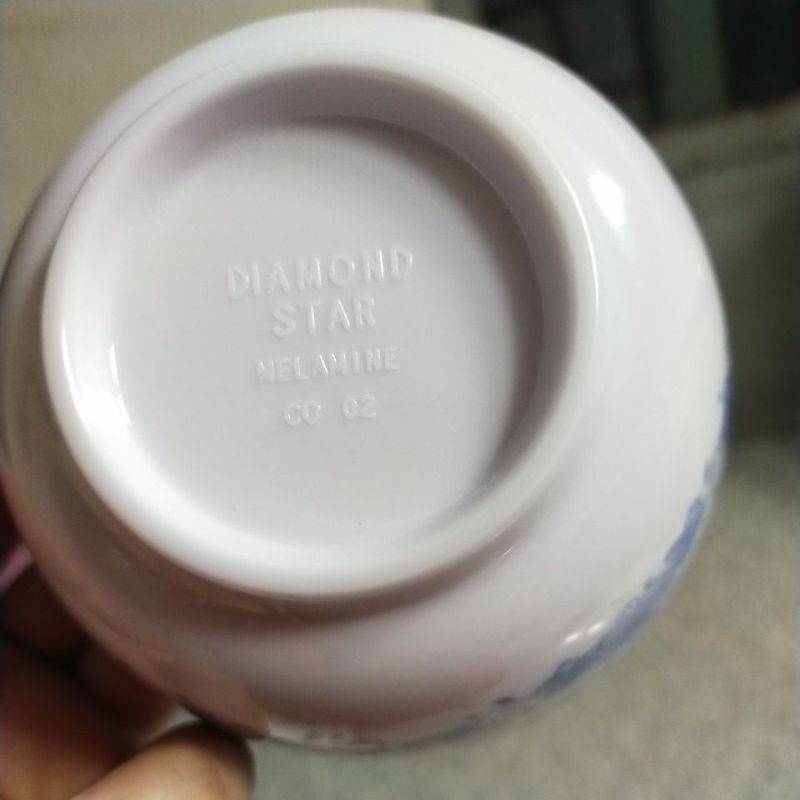 DIAMOND
STAR
MELAMINE
CO 02